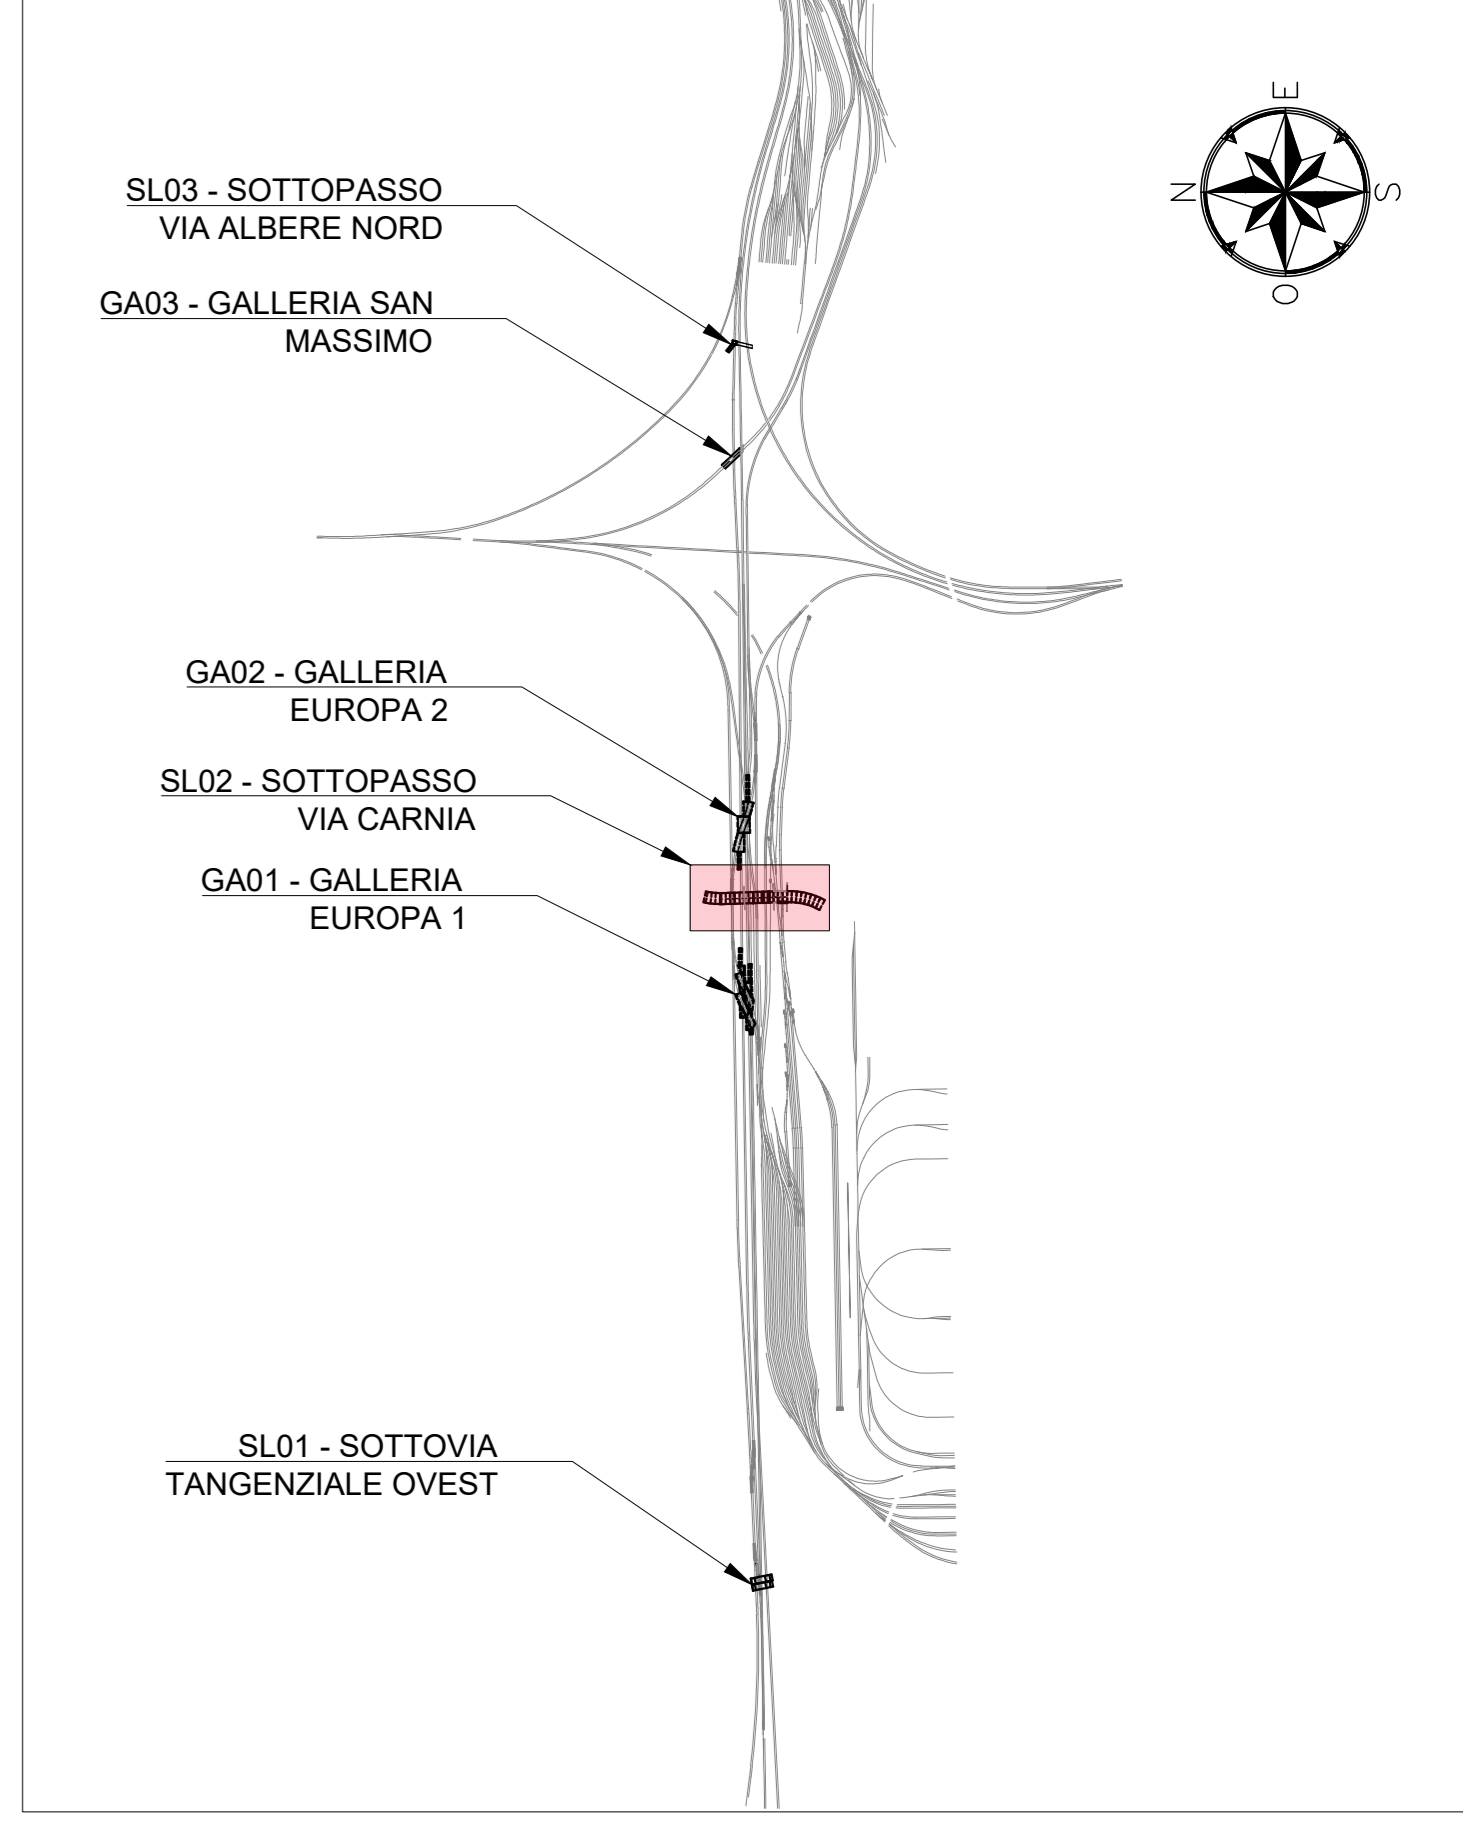 E
N
S
O
SL03 - SOTTOPASSO
VIA ALBERE NORD
GA03 - GALLERIA SAN
MASSIMO
GA02 - GALLERIA
EUROPA 2
SL02 - SOTTOPASSO
VIA CARNIA
GA01 - GALLERIA
EUROPA 1
SL01 - SOTTOVIA
TANGENZIALE OVEST